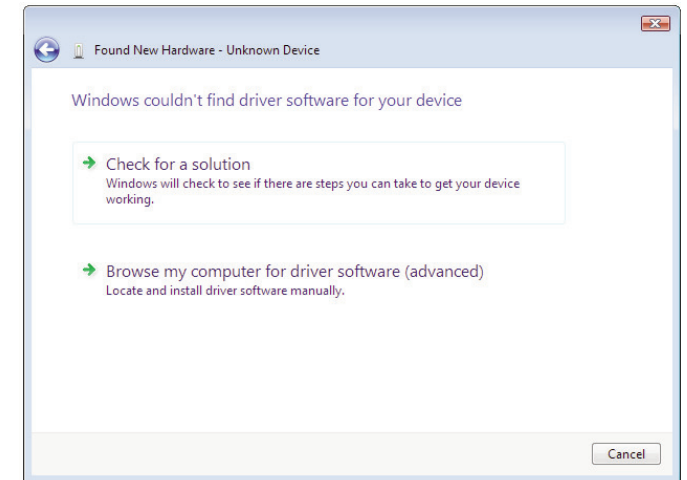 Found New Hardware - Unknown Device
Windows couldn't find driver software for your device
Check for a solution
Windows will check to see if there are steps you can take to get your device
working.
Browse my computer for driver software (advanced)
Locate and install driver software manually.
Cancel